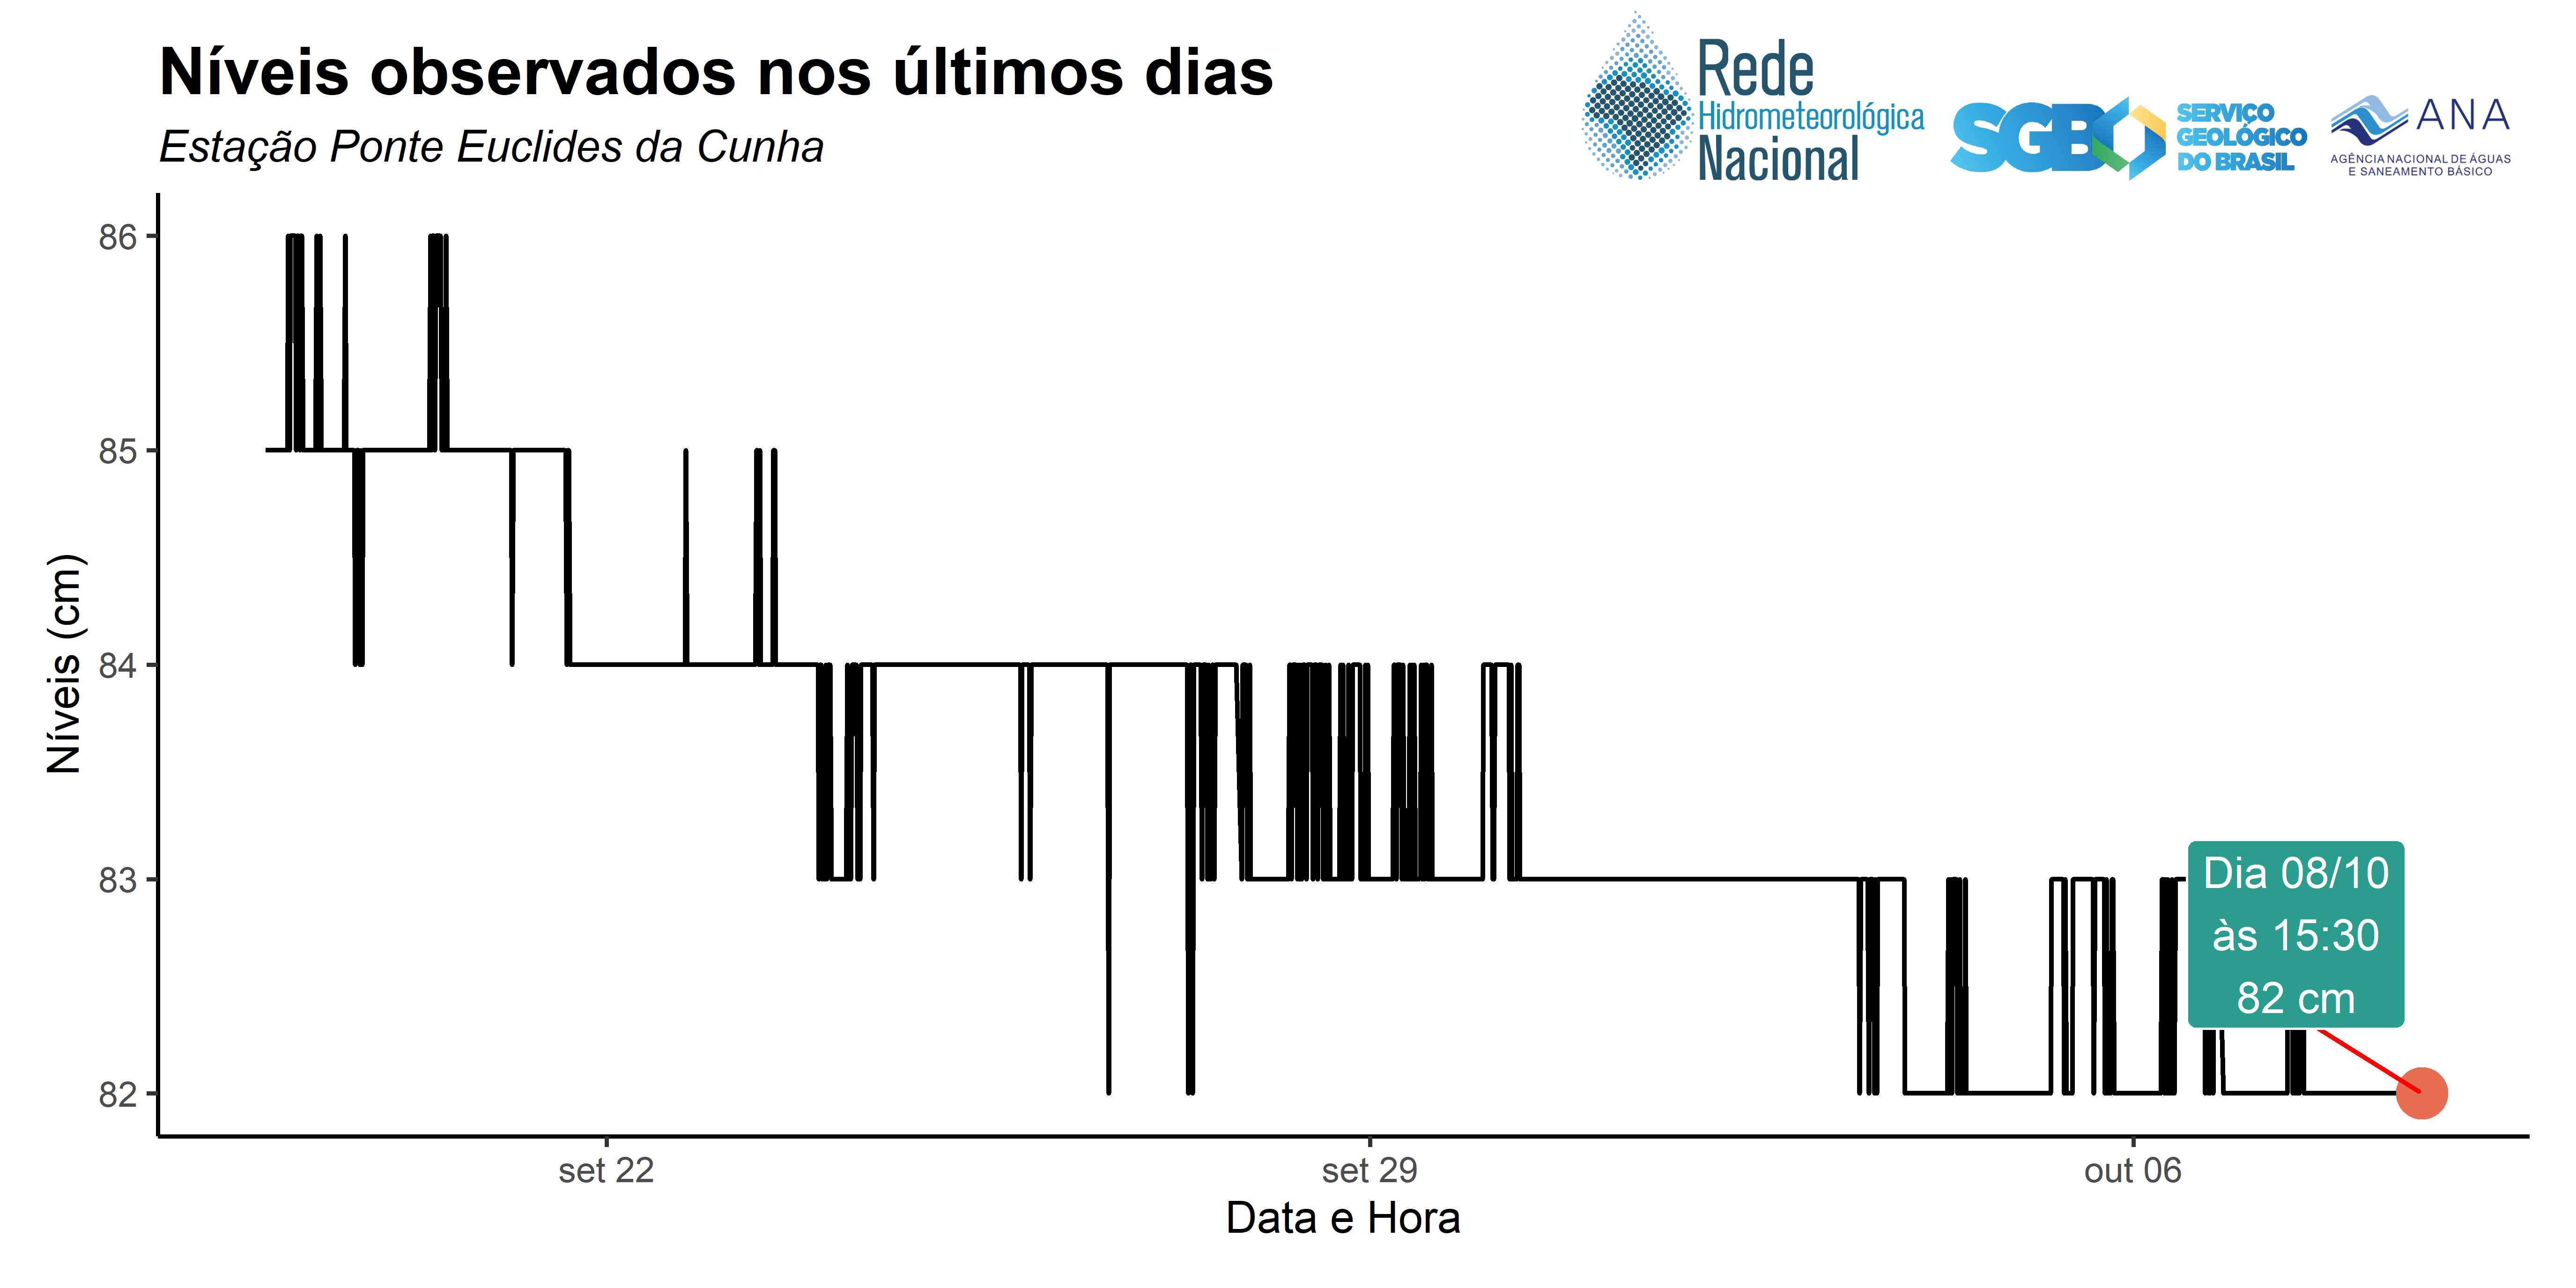 Níveis observados nos últimos dias
Estação Ponte Euclides da Cunha
Rede
Hidrometeorológica
Nacional
SGB
SERVIÇO
GEOLÓGICO
DO BRASIL
ANA
AGÊNCIA NACIONAL DE ÁGUAS
E SANEAMENTO BÁSICO
Níveis (cm)
86
85
84
83
82
Dia 08/10
às 15:30
82 cm
set 22
set 29
out 06
Data e Hora